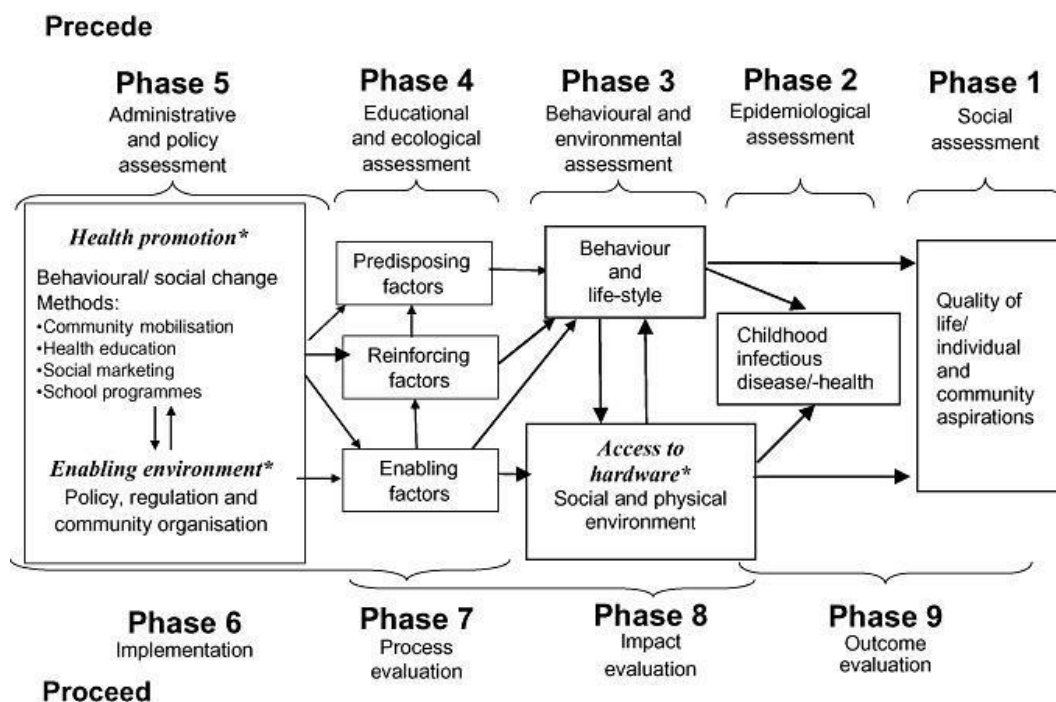 Precede
Phase 5
Administrative
and policy
assessment
Phase 4
Educational
and ecological
assessment
Phase 3
Behavioural and
environmental
assessment
Phase 2
Epidemiological
assessment
Phase 1
Social
assessment
Health promotion*
Behavioural/ social change
Methods:
•Community mobilisation
•Health education
•Social marketing
•School programmes
Enabling environment*
Policy, regulation and
community organisation
Predisposing
factors
Reinforcing
factors
Enabling
factors
Behaviour
and
life-style
Access to
hardware*
Social and physical
environment
Childhood
infectious
disease/-health
Quality of
life/
individual
and
community
aspirations
Phase 6
Implementation
Phase 7
Process
evaluation
Phase 8
Impact
evaluation
Phase 9
Outcome
evaluation
Proceed